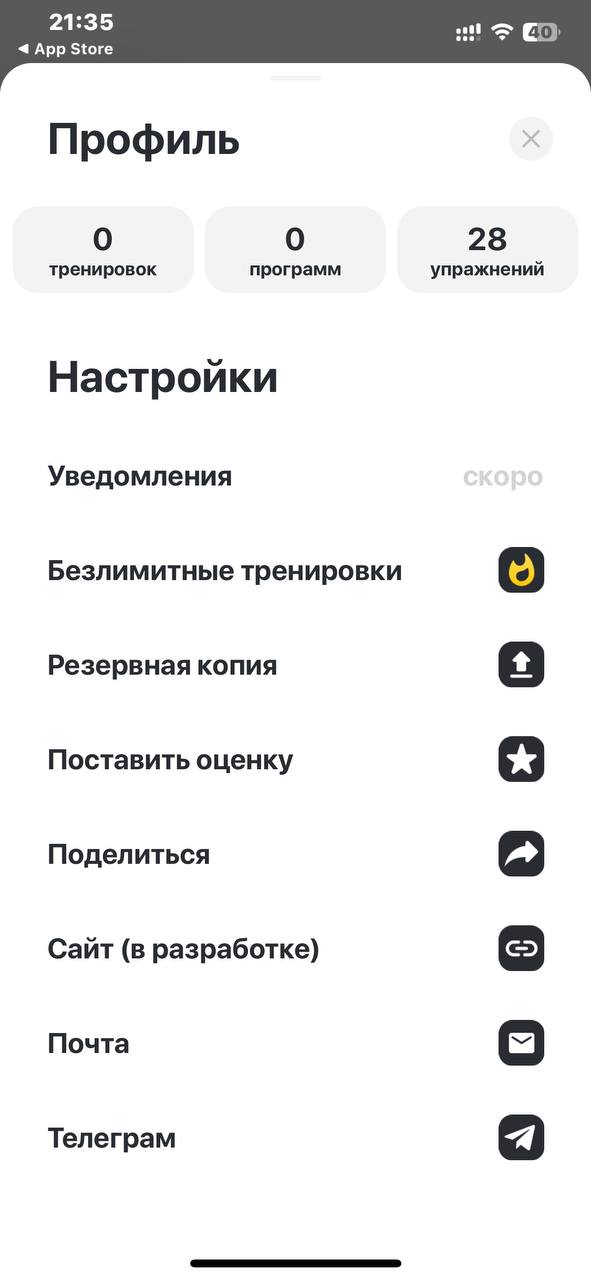 21:35
40
◀ App Store
Профиль
0
тренировок
0
программ
28
упражнений
Настройки
Уведомления
скоро
Безлимитные тренировки
Резервная копия
Поставить оценку
Поделиться
Сайт (в разработке)
Почта
Телеграм